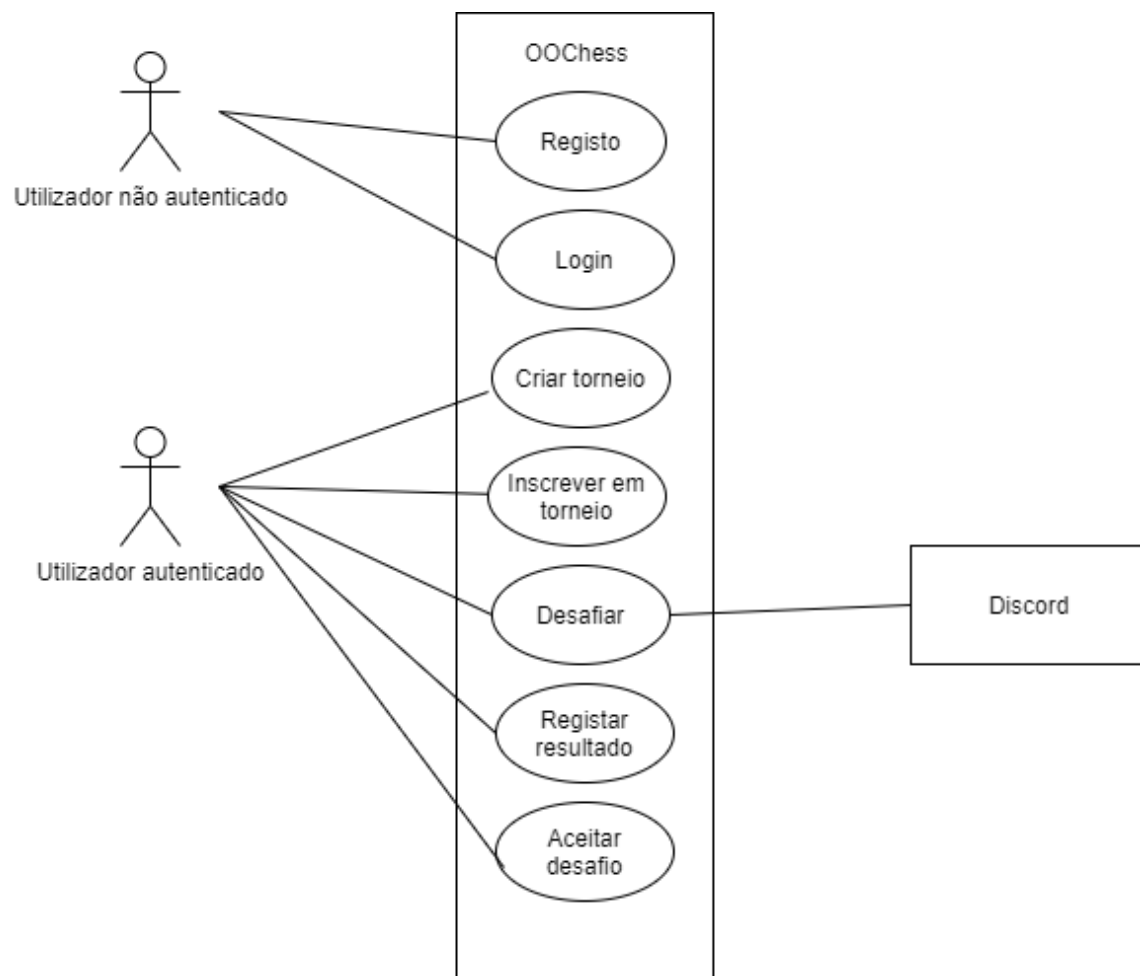 OOChess
Registo
Utilizador não autenticado
Login
Criar torneio
Inscrever em
torneio
Utilizador autenticado
Desafiar
Discord
Registar
resultado
Aceitar
desafio